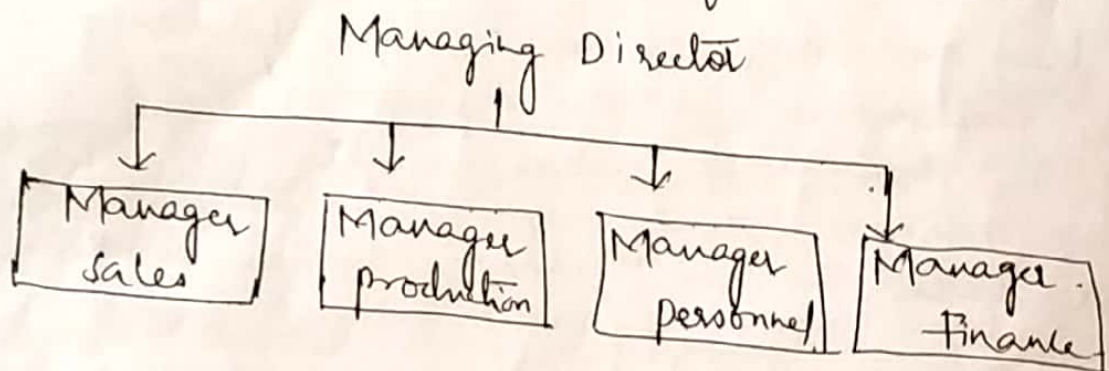 Managing Director
Manager
sales
Manager
production
Manager
personnel
Manager
Finance